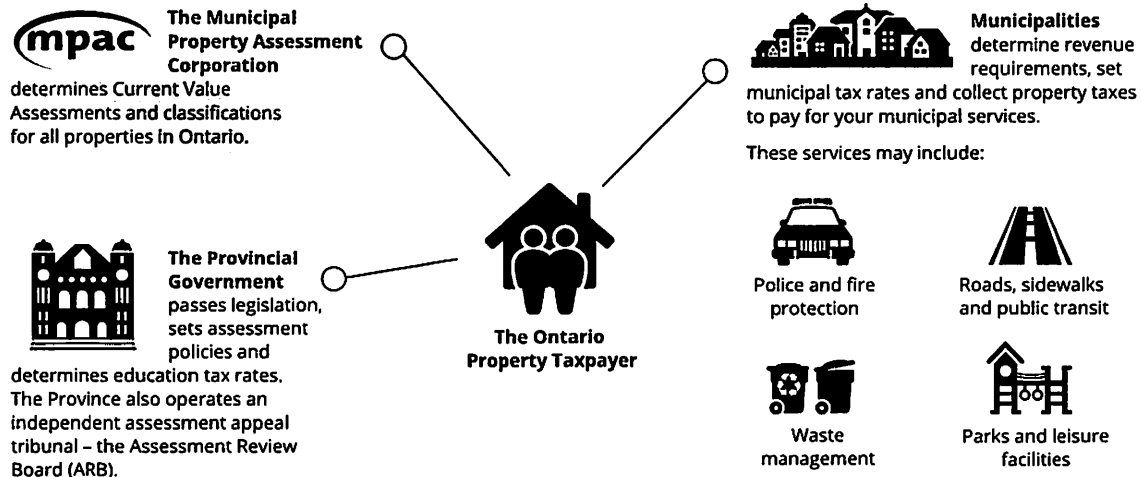 mpac
The Municipal
Property Assessment
Corporation
determines Current Value
Assessments and classifications
for all properties in Ontario.
The Provincial
Government
passes legislation,
sets assessment
policies and
determines education tax rates.
The Province also operates an
independent assessment appeal
tribunal – the Assessment Review
Board (ARB).
The Ontario
Property Taxpayer
Municipalities
determine revenue
requirements, set
municipal tax rates and collect property taxes
to pay for your municipal services.
These services may include:
Police and fire
protection
Roads, sidewalks
and public transit
Waste
management
Parks and leisure
facilities